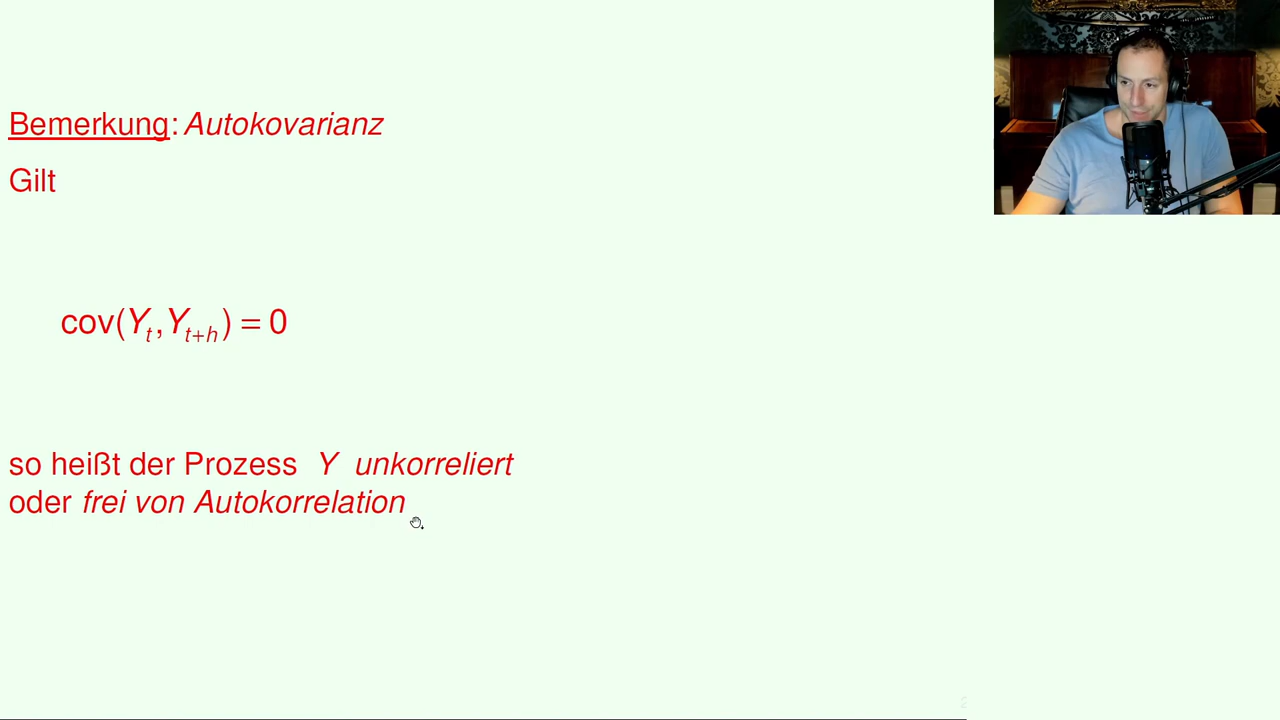 Bemerkung: Autokovarianz
Gilt
cov(Y_t,Y_{t+h}) = 0
so heißt der Prozess Y unkorreliert
oder frei von Autokorrelation